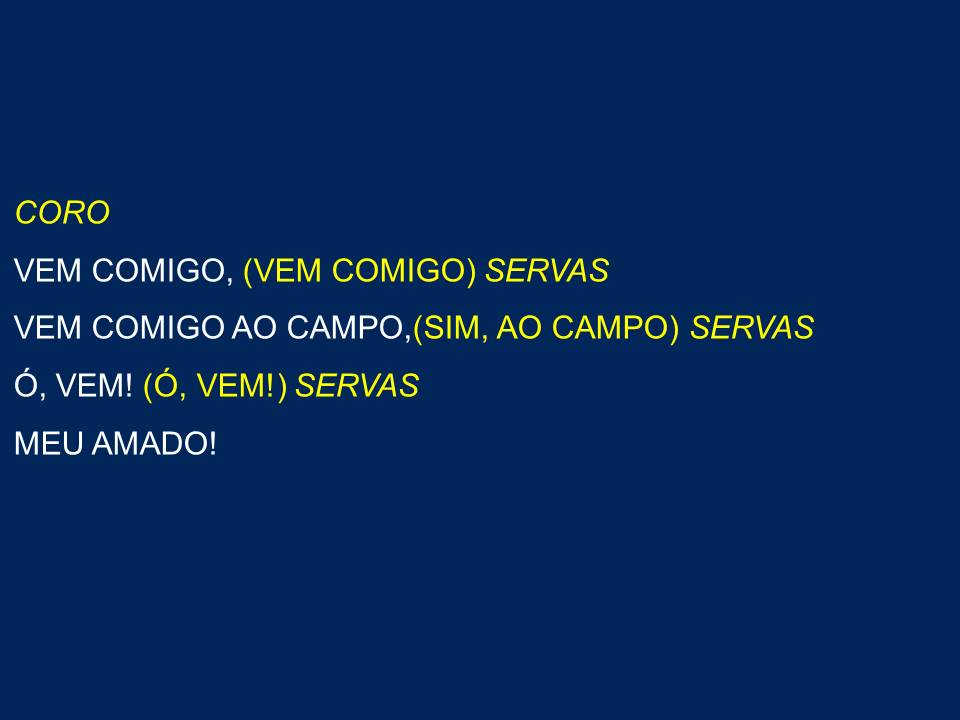 CORO
VEM COMIGO, (VEM COMIGO) SERVAS
VEM COMIGO AO CAMPO,(SIM, AO CAMPO) SERVAS
Ó, VEM! (Ó, VEM!) SERVAS
MEU AMADO!